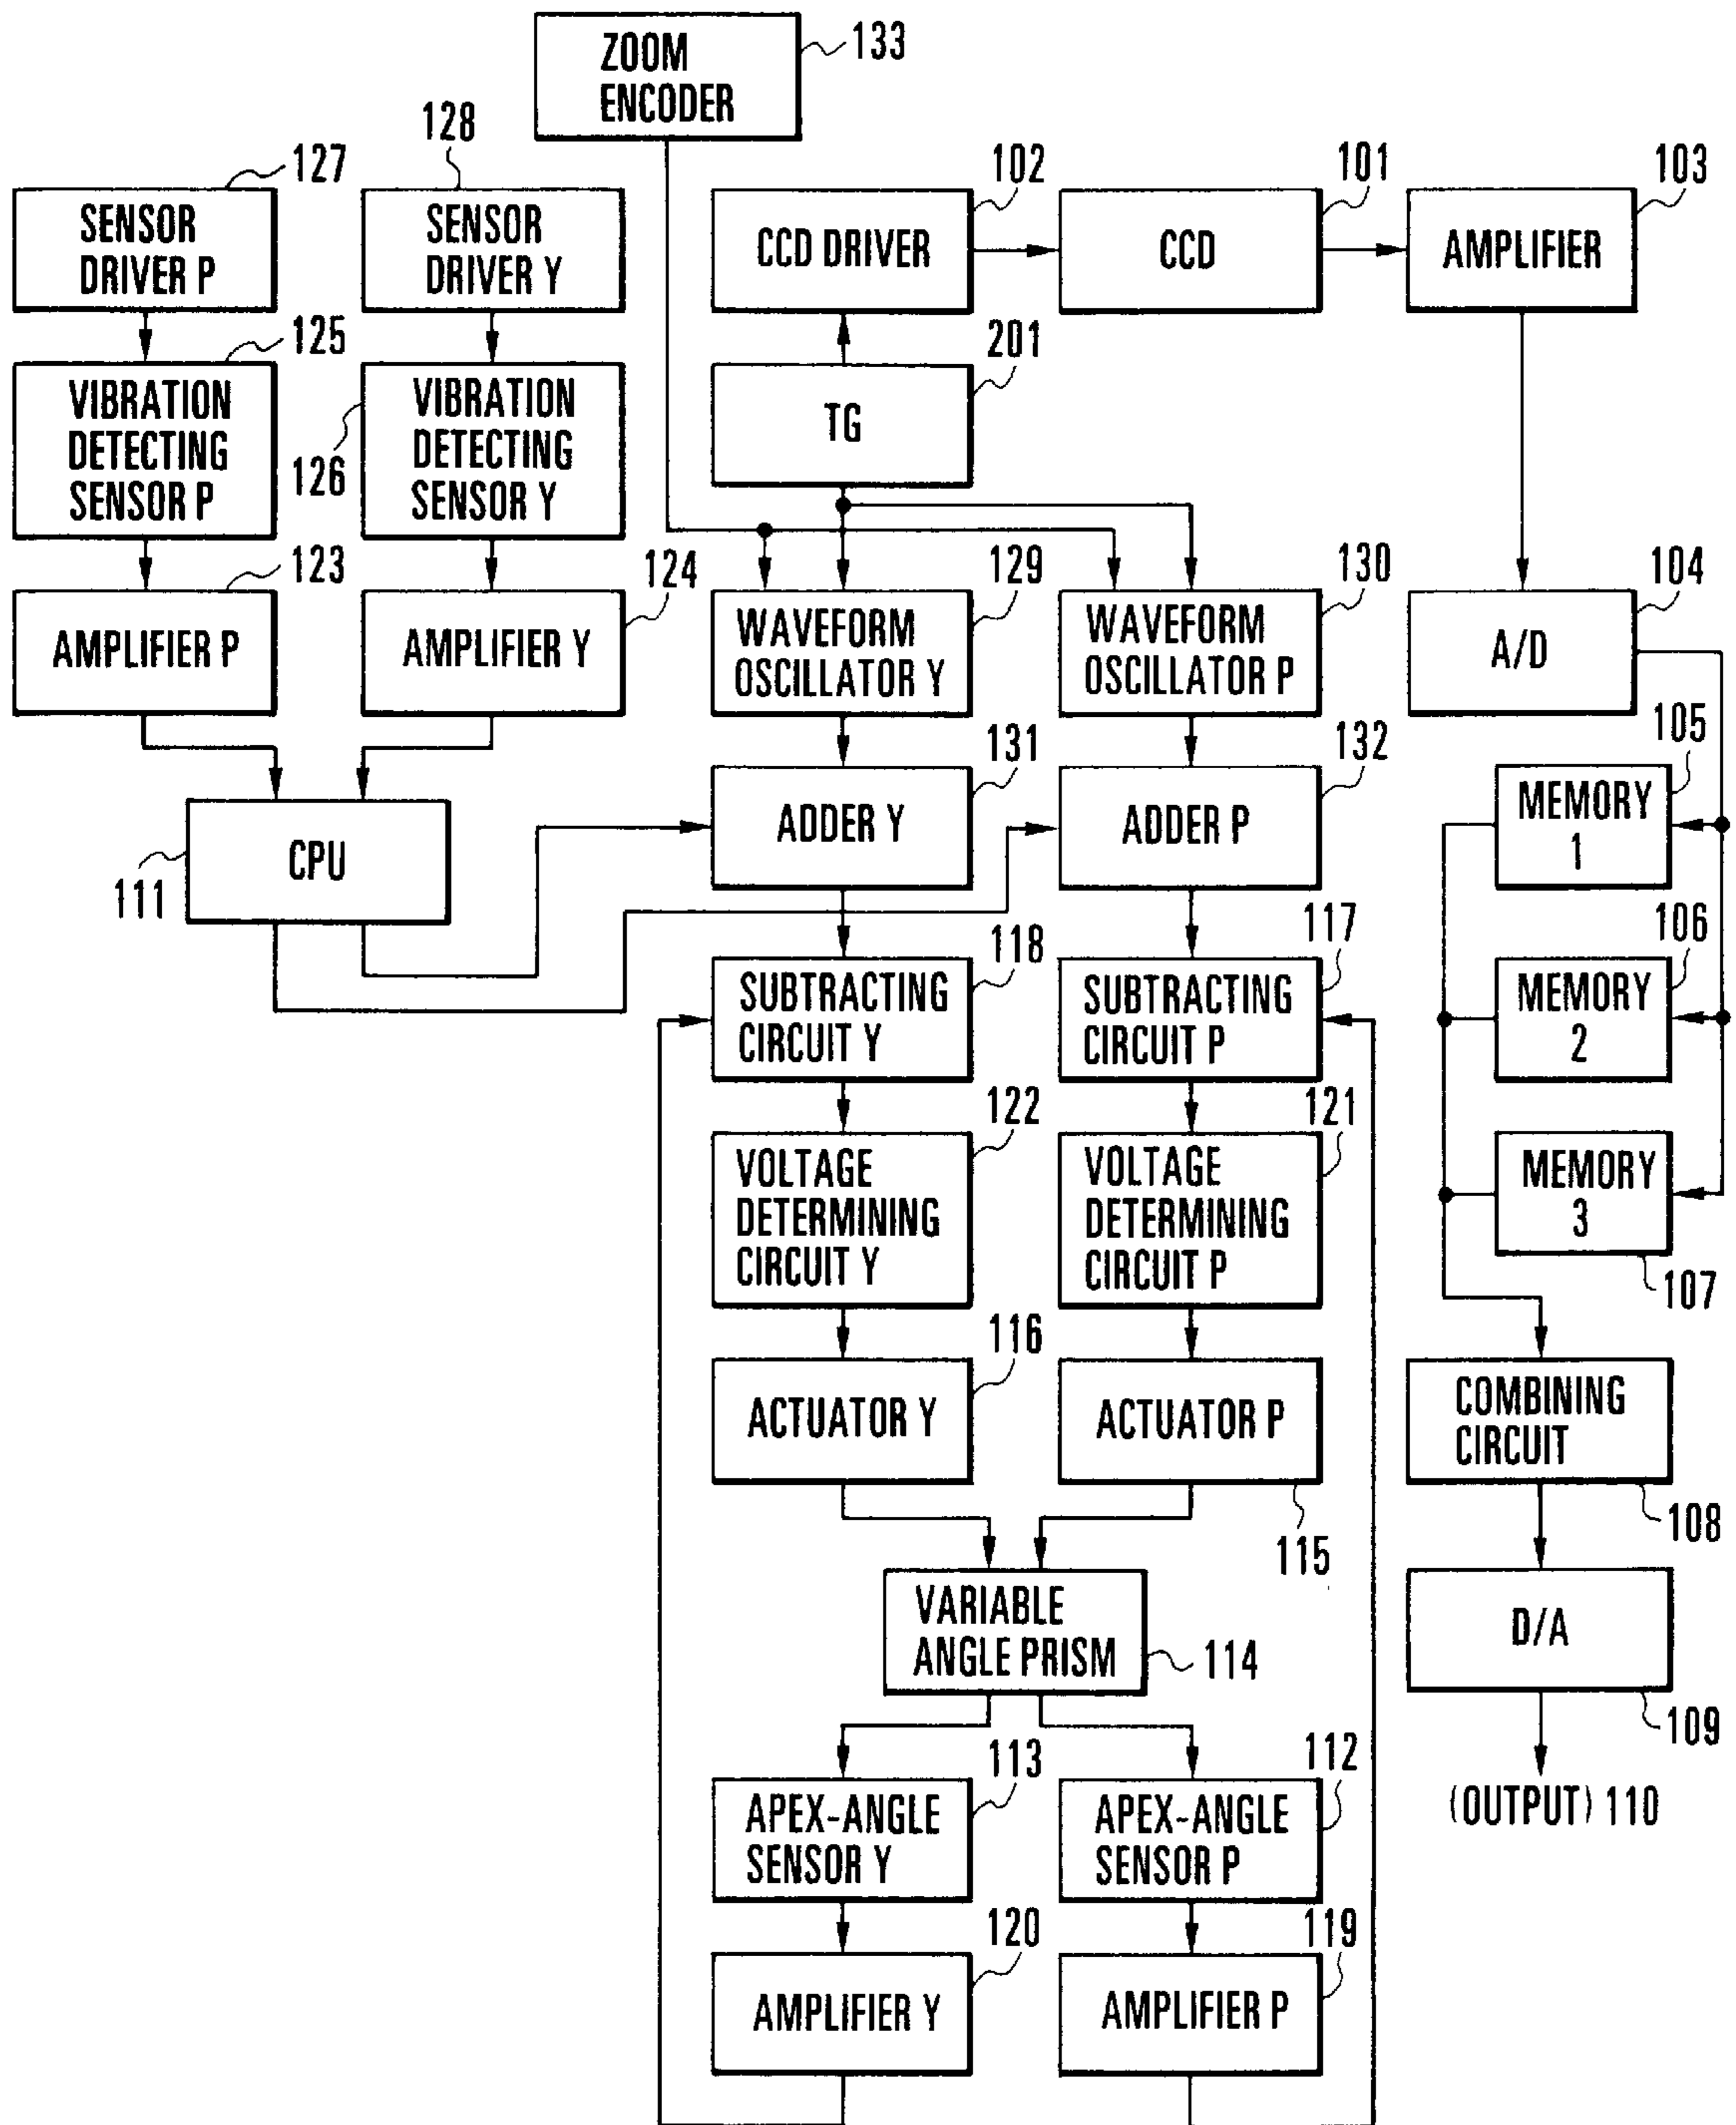 ZOOM
ENCODER
133
127
128
102
101
103
SENSOR
DRIVER P
SENSOR
DRIVER Y
CCD DRIVER
CCD
AMPLIFIER
125
126
201
VIBRATION
DETECTING
SENSOR P
VIBRATION
DETECTING
SENSOR Y
TG
123
124
129
130
104
AMPLIFIER P
AMPLIFIER Y
WAVEFORM
OSCILLATOR Y
WAVEFORM
OSCILLATOR P
A/D
131
132
105
CPU
111
ADDER Y
ADDER P
MEMORY
1
118
117
106
SUBTRACTING
CIRCUIT Y
SUBTRACTING
CIRCUIT P
MEMORY
2
122
121
VOLTAGE
DETERMINING
CIRCUIT Y
VOLTAGE
DETERMINING
CIRCUIT P
MEMORY
3
107
116
ACTUATOR Y
ACTUATOR P
115
COMBINING
CIRCUIT
108
VARIABLE
ANGLE PRISM
114
D/A
109
113
112
APEX-ANGLE
SENSOR Y
APEX-ANGLE
SENSOR P
(OUTPUT) 110
120
119
AMPLIFIER Y
AMPLIFIER P